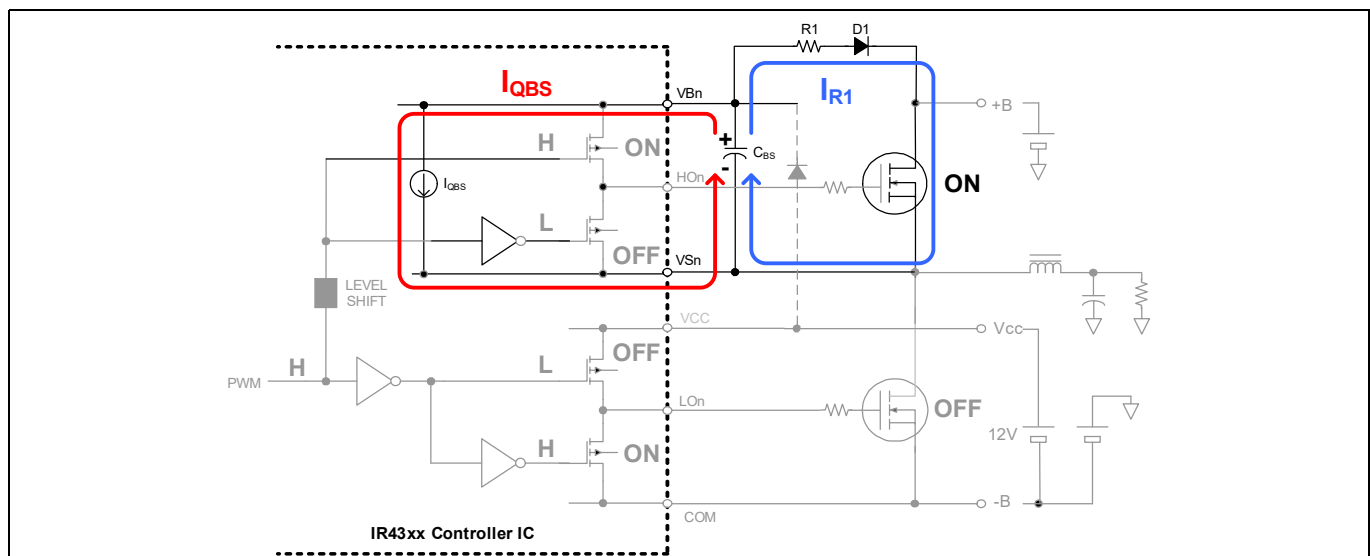 R1
D1
IQBS
VBn
IR1
+B
H
ON
+
-
CBS
IQBS
HOn
ON
L
OFF
VSn
LEVEL
SHIFT
VCC
Vcc
OFF
H
PWM
L
LOn
OFF
12V
H
ON
-B
COM
IR43xx Controller IC